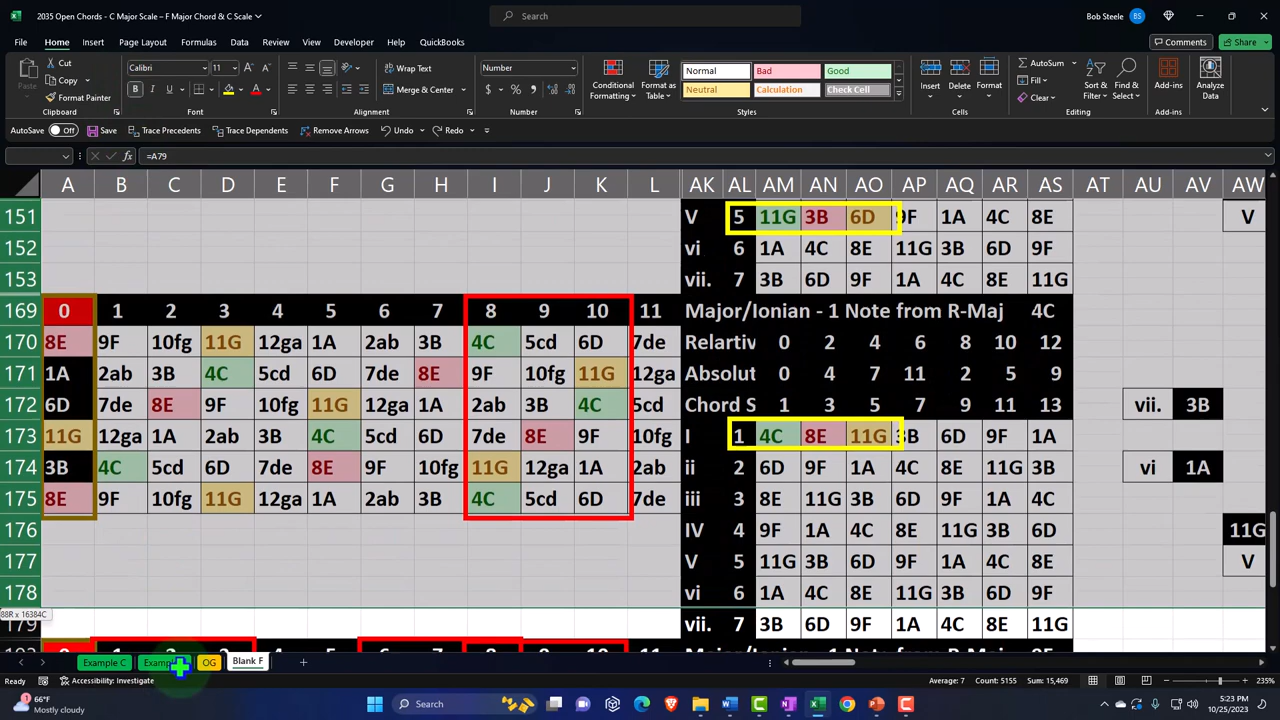 2035 Open Chords - C Major Scale – F Major Chord & C Scale
Search
Bob Steele BS
File Home Insert Page Layout Formulas Data Review View Developer Help QuickBooks Comments Share
Paste Cut Calibri 11 Wrap Text Number Conditional Formatting Format as Table Normal Bad Good Insert Delete Format AutoSum Sort & Filter Find & Select Add-ins Analyze Data
Copy Fill
Format Painter B I U Merge & Center $ % Neutral Calculation Check Cell Clear
Clipboard Font Alignment Number Styles Cells Editing Add-ins
AutoSave Off Save Trace Precedents Trace Dependents Remove Arrows Undo Redo
fx =A79
A B C D E F G H I J K L AK AL AM AN AO AP AQ AR AS AT AU AV AW
151 V 5 11G 3B 6D 9F 1A 4C 8E V
152 vi 6 1A 4C 8E 11G 3B 6D 9F
153 vii. 7 3B 6D 9F 1A 4C 8E 11G
169 0 1 2 3 4 5 6 7 8 9 10 11 Major/Ionian - 1 Note from R-Maj 4C
170 8E 9F 10fg 11G 12ga 1A 2ab 3B 4C 5cd 6D 7de Relartiv 0 2 4 6 8 10 12
171 1A 2ab 3B 4C 5cd 6D 7de 8E 9F 10fg 11G 12ga Absolut 0 4 7 11 2 5 9
172 6D 7de 8E 9F 10fg 11G 12ga 1A 2ab 3B 4C 5cd Chord S 1 3 5 7 9 11 13 vii. 3B
173 11G 12ga 1A 2ab 3B 4C 5cd 6D 7de 8E 9F 10fg I 1 4C 8E 11G 3B 6D 9F 1A
174 3B 4C 5cd 6D 7de 8E 9F 10fg 11G 12ga 1A 2ab ii 2 6D 9F 1A 4C 8E 11G 3B vi 1A
175 8E 9F 10fg 11G 12ga 1A 2ab 3B 4C 5cd 6D 7de iii 3 8E 11G 3B 6D 9F 1A 4C
176 IV 4 9F 1A 4C 8E 11G 3B 6D 11G
177 V 5 11G 3B 6D 9F 1A 4C 8E V
178 vi 6 1A 4C 8E 11G 3B 6D 9F
88R x 16384C
179 vii. 7 3B 6D 9F 1A 4C 8E 11G
Example C OG Blank F
Ready Accessibility: Investigate Average: 7 Count: 5155 Sum: 15,469 235%
66°F
Mostly cloudy
Search
5:23 PM
10/25/2023